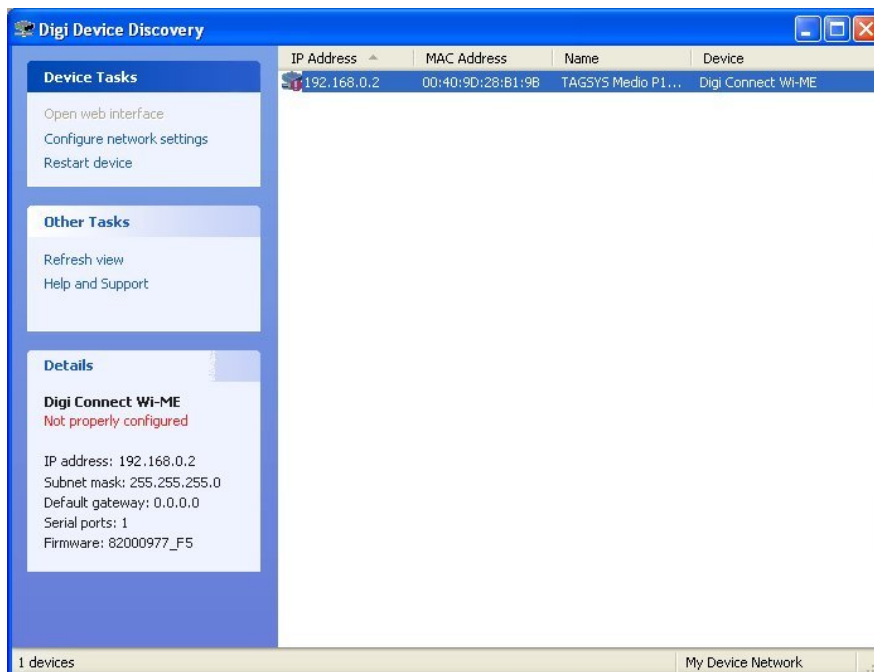 Digi Device Discovery
Device Tasks
Open web interface
Configure network settings
Restart device
Other Tasks
Refresh view
Help and Support
Details
Digi Connect Wi-ME
Not properly configured
IP address: 192.168.0.2
Subnet mask: 255.255.255.0
Default gateway: 0.0.0.0
Serial ports: 1
Firmware: 82000977_F5
IP Address MAC Address Name Device
192.168.0.2 00:40:9D:28:B1:9B TAGSYS Medio P1... Digi Connect Wi-ME
1 devices My Device Network